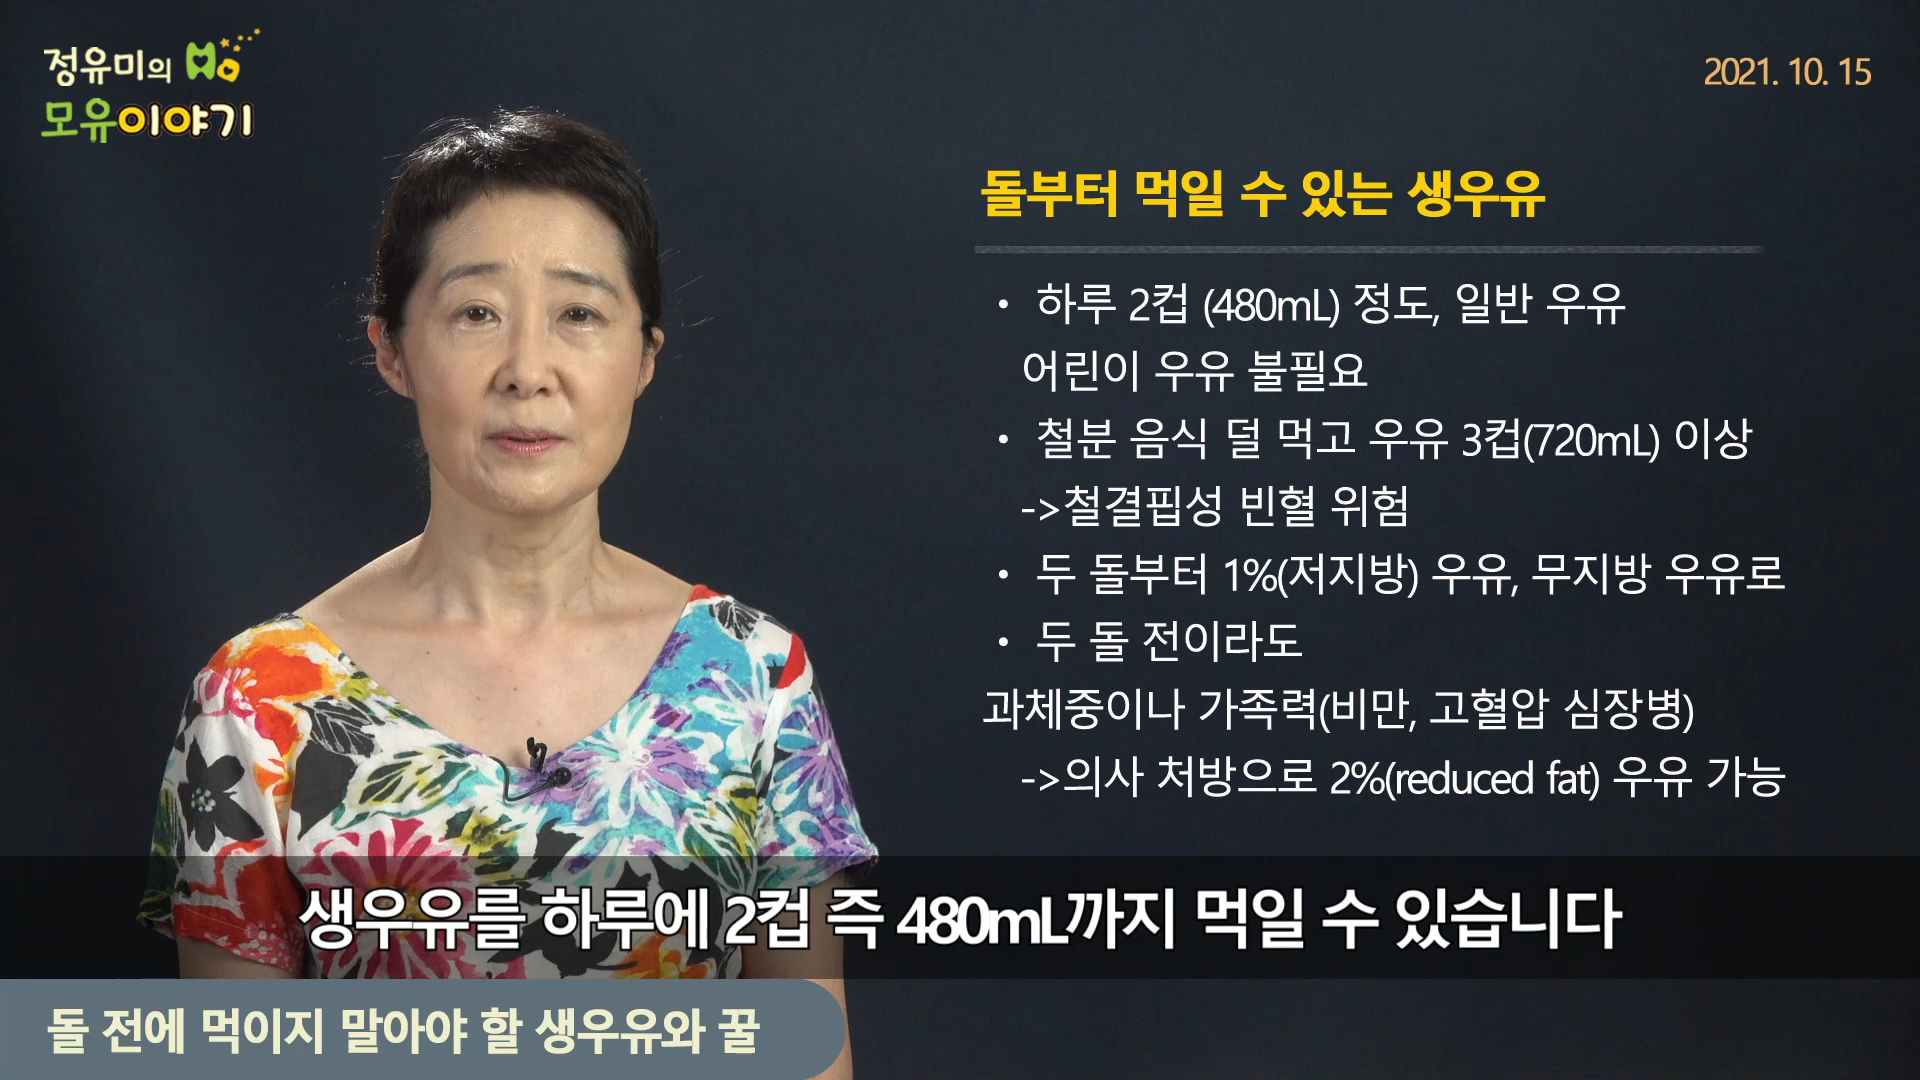 정유미의
모유이야기
2021. 10. 15
돌부터 먹일 수 있는 생우유
• 하루 2컵 (480mL) 정도, 일반 우유
어린이 우유 불필요
• 철분 음식 덜 먹고 우유 3컵(720mL) 이상
->철결핍성 빈혈 위험
• 두 돌부터 1%(저지방) 우유, 무지방 우유로
• 두 돌 전이라도
과체중이나 가족력(비만, 고혈압 심장병)
->의사 처방으로 2%(reduced fat) 우유 가능
생우유를 하루에 2컵 즉 480mL까지 먹일 수 있습니다
돌 전에 먹이지 말아야 할 생우유와 꿀